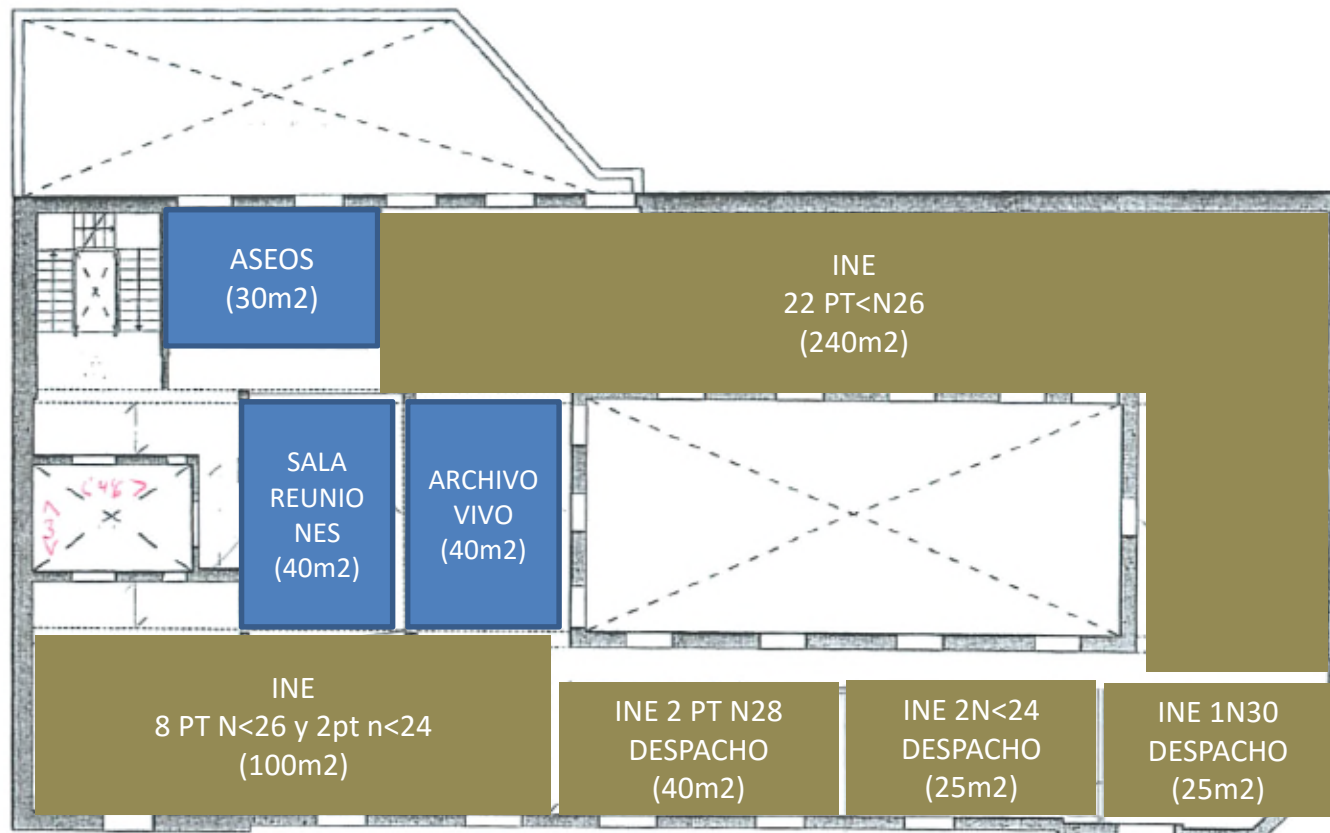 ASEOS
(30m2)
INE
22 PT<N26
(240m2)
SALA
REUNIO
NES
(40m2)
ARCHIVO
VIVO
(40m2)
INE
8 PT N<26 y 2pt n<24
(100m2)
INE 2 PT N28
DESPACHO
(40m2)
INE 2N<24
DESPACHO
(25m2)
INE 1N30
DESPACHO
(25m2)